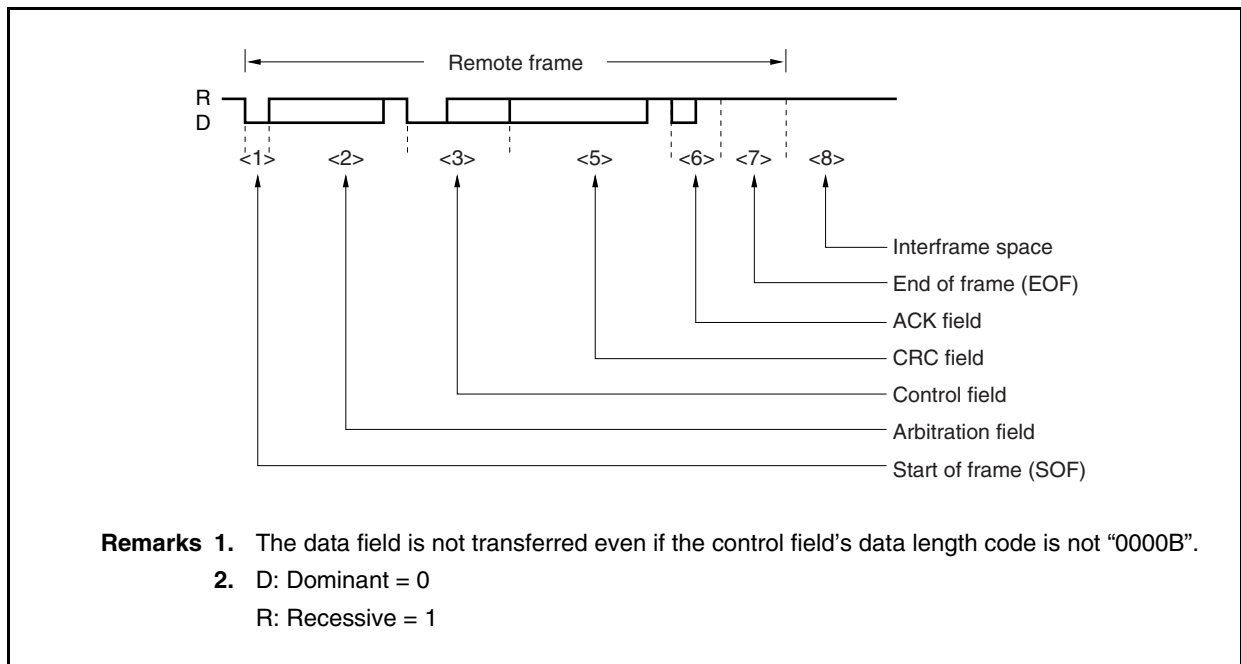 Remote frame
R
D
<1> <2> <3> <5> <6> <7> <8>
Interframe space
End of frame (EOF)
ACK field
CRC field
Control field
Arbitration field
Start of frame (SOF)
Remarks 1. The data field is not transferred even if the control field’s data length code is not “0000B”.
2. D: Dominant = 0
R: Recessive = 1